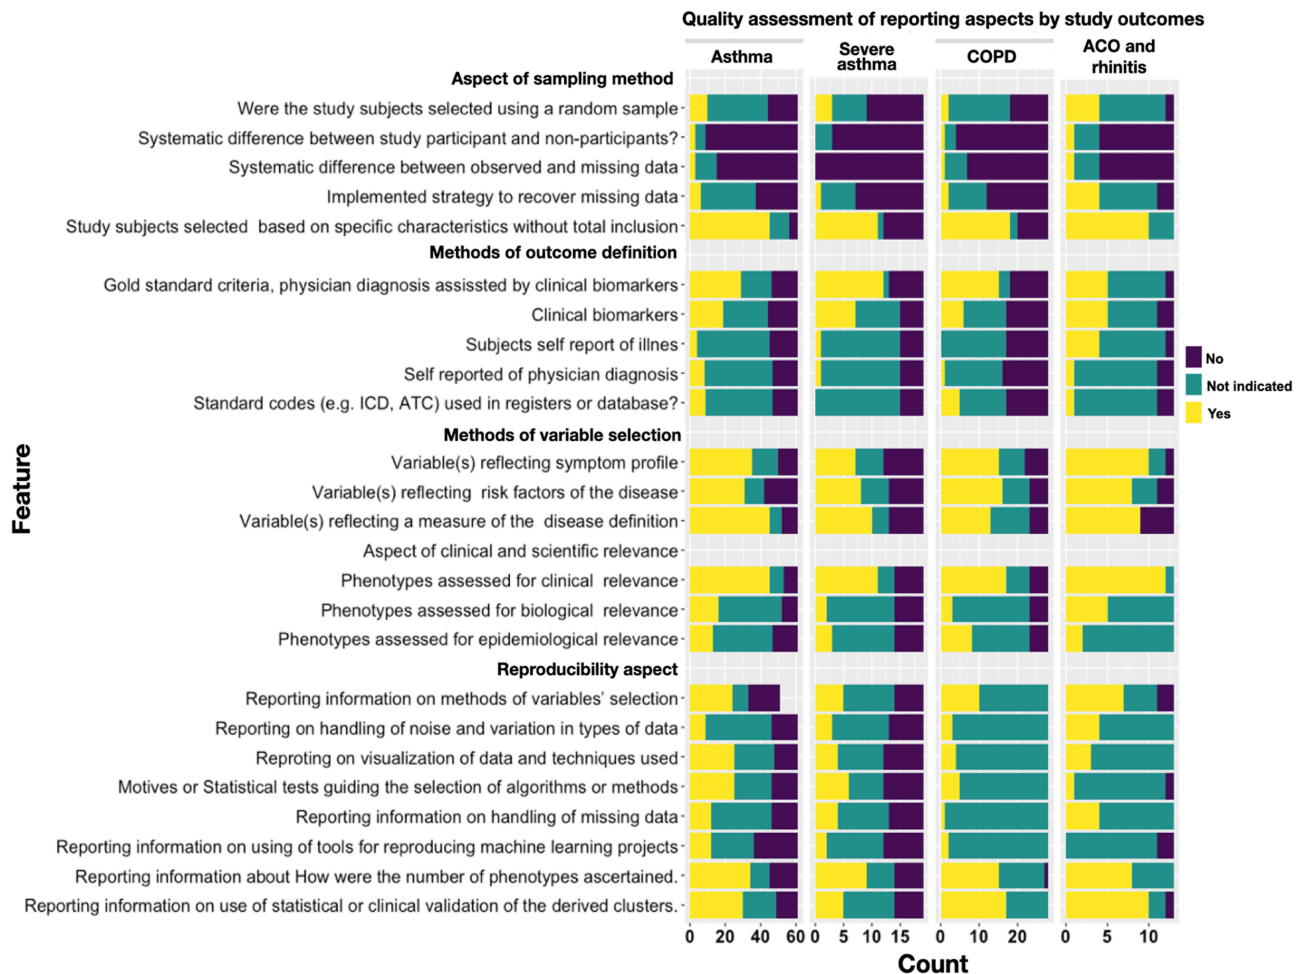 Quality assessment of reporting aspects by study outcomes
Asthma
Severe
asthma
COPD
ACO and
rhinitis
Aspect of sampling method
Were the study subjects selected using a random sample
Systematic difference between study participant and non-participants?
Systematic difference between observed and missing data
Implemented strategy to recover missing data
Study subjects selected based on specific characteristics without total inclusion
Methods of outcome definition
Gold standard criteria, physician diagnosis assissted by clinical biomarkers
Clinical biomarkers
Subjects self report of illnes
Self reported of physician diagnosis
Standard codes (e.g. ICD, ATC) used in registers or database?
Methods of variable selection
Variable(s) reflecting symptom profile
Variable(s) reflecting risk factors of the disease
Variable(s) reflecting a measure of the disease definition
Aspect of clinical and scientific relevance
Phenotypes assessed for clinical relevance
Phenotypes assessed for biological relevance
Phenotypes assessed for epidemiological relevance
Reproducibility aspect
Reporting information on methods of variables' selection
Reporting on handling of noise and variation in types of data
Reproting on visualization of data and techniques used
Motives or Statistical tests guiding the selection of algorithms or methods
Reporting information on handling of missing data
Reporting information on using of tools for reproducing machine learning projects
Reporting information about How were the number of phenotypes ascertained.
Reporting information on use of statistical or clinical validation of the derived clusters.
Feature
No
Not indicated
Yes
0 20 40 60 0 5 10 15 0 10 20 0 5 10
Count